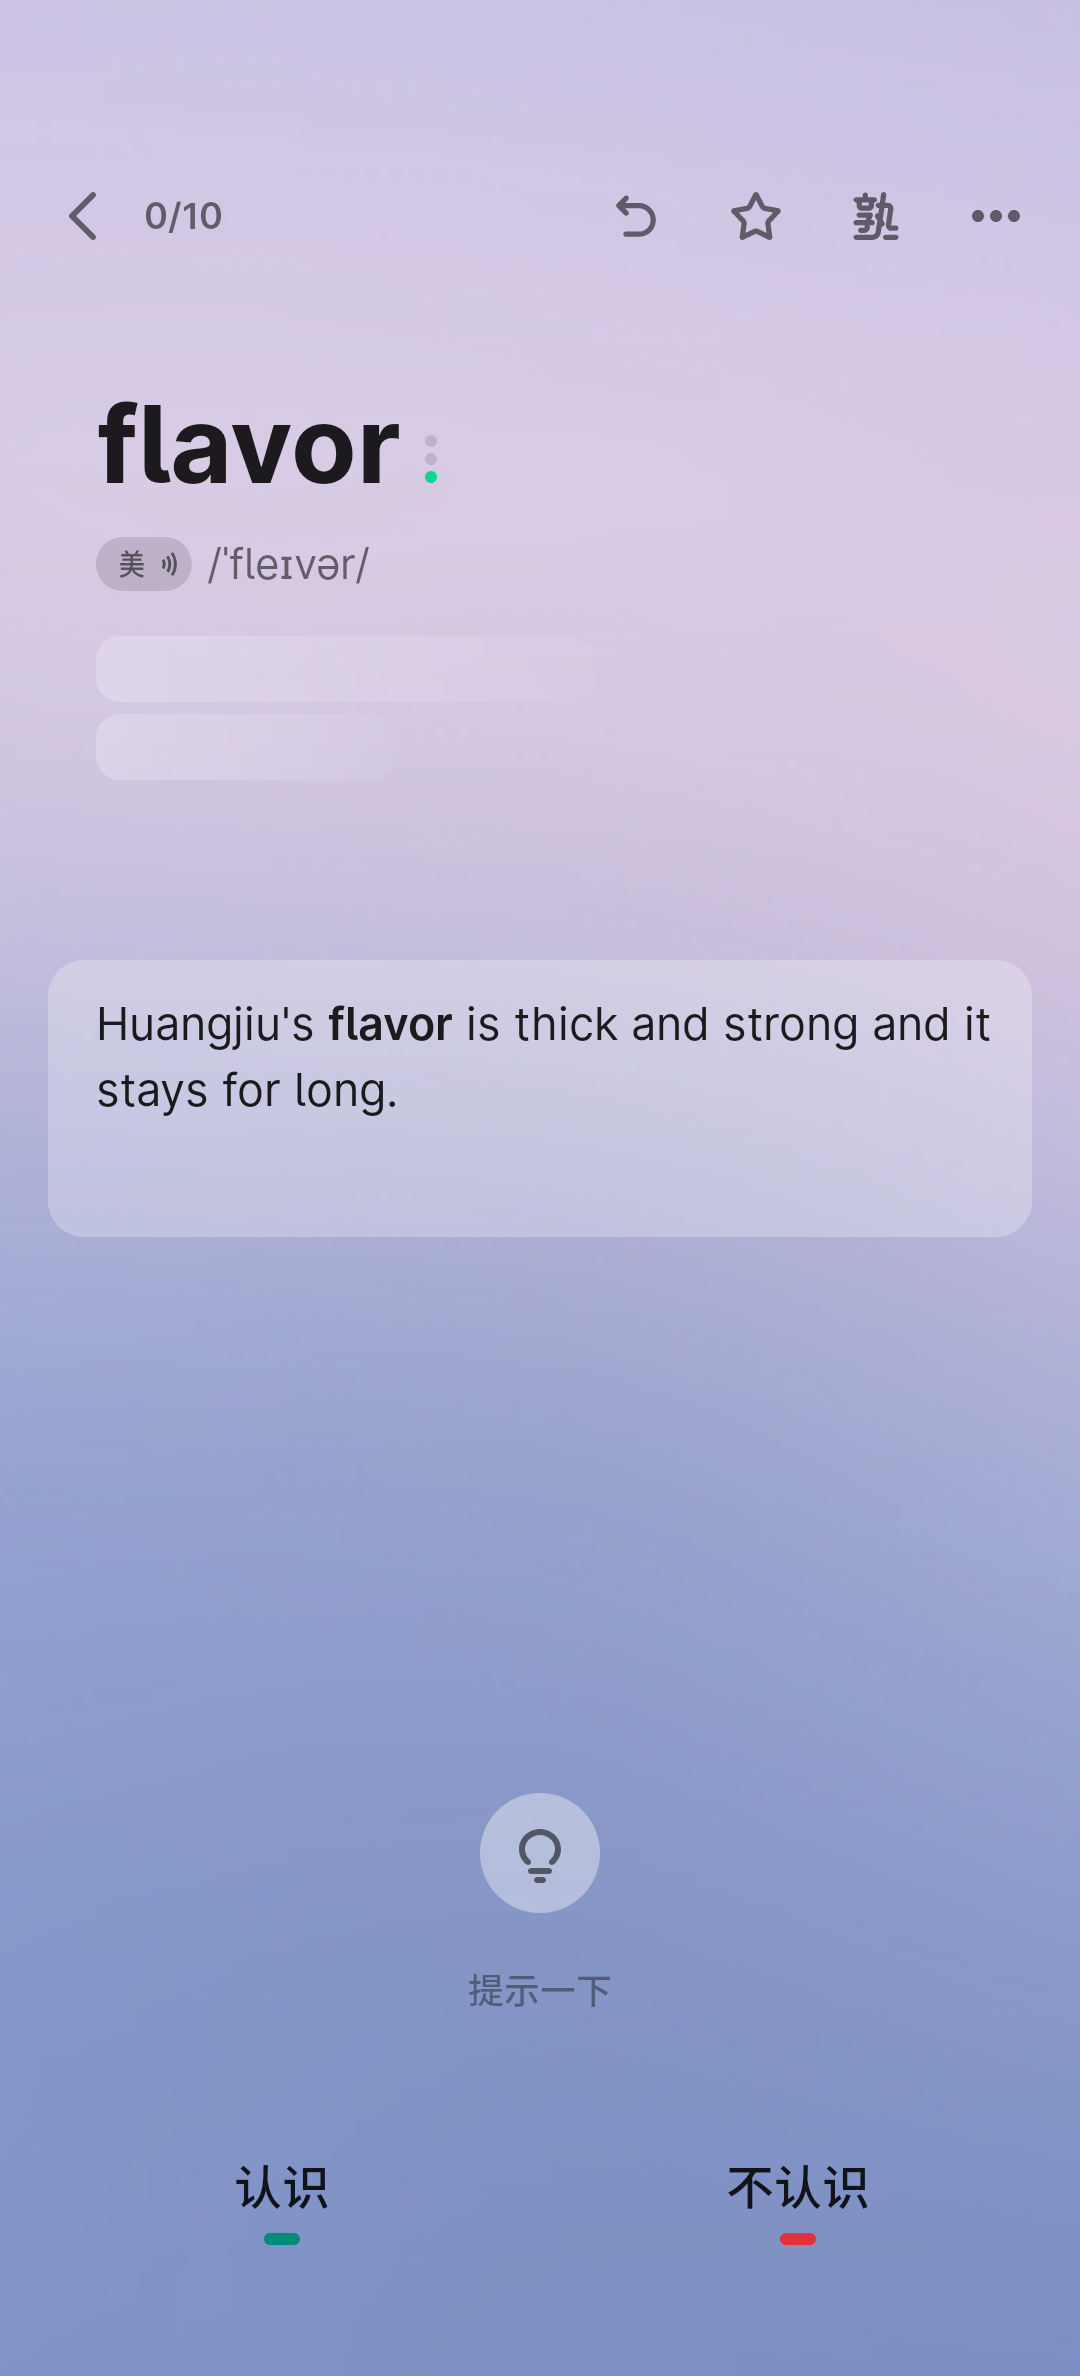 0/10
熟
flavor
美 /ˈfleɪvər/
Huangjiu's flavor is thick and strong and it
stays for long.
提示一下
认识 不认识